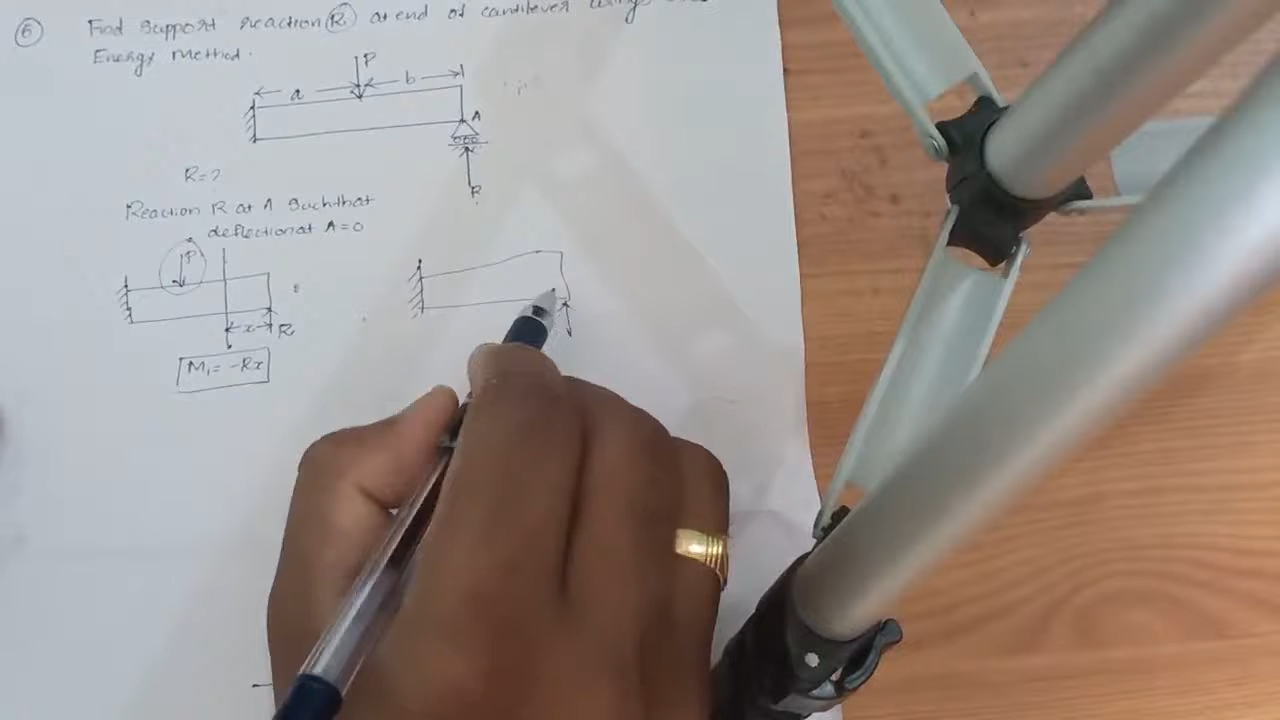 6 Find support reaction (R) at end of cantilever using
Energy Method.
P
a b
A
R
R=?
Reaction R at A such that
deflection at A=0
P
x R
M₁ = -Rx